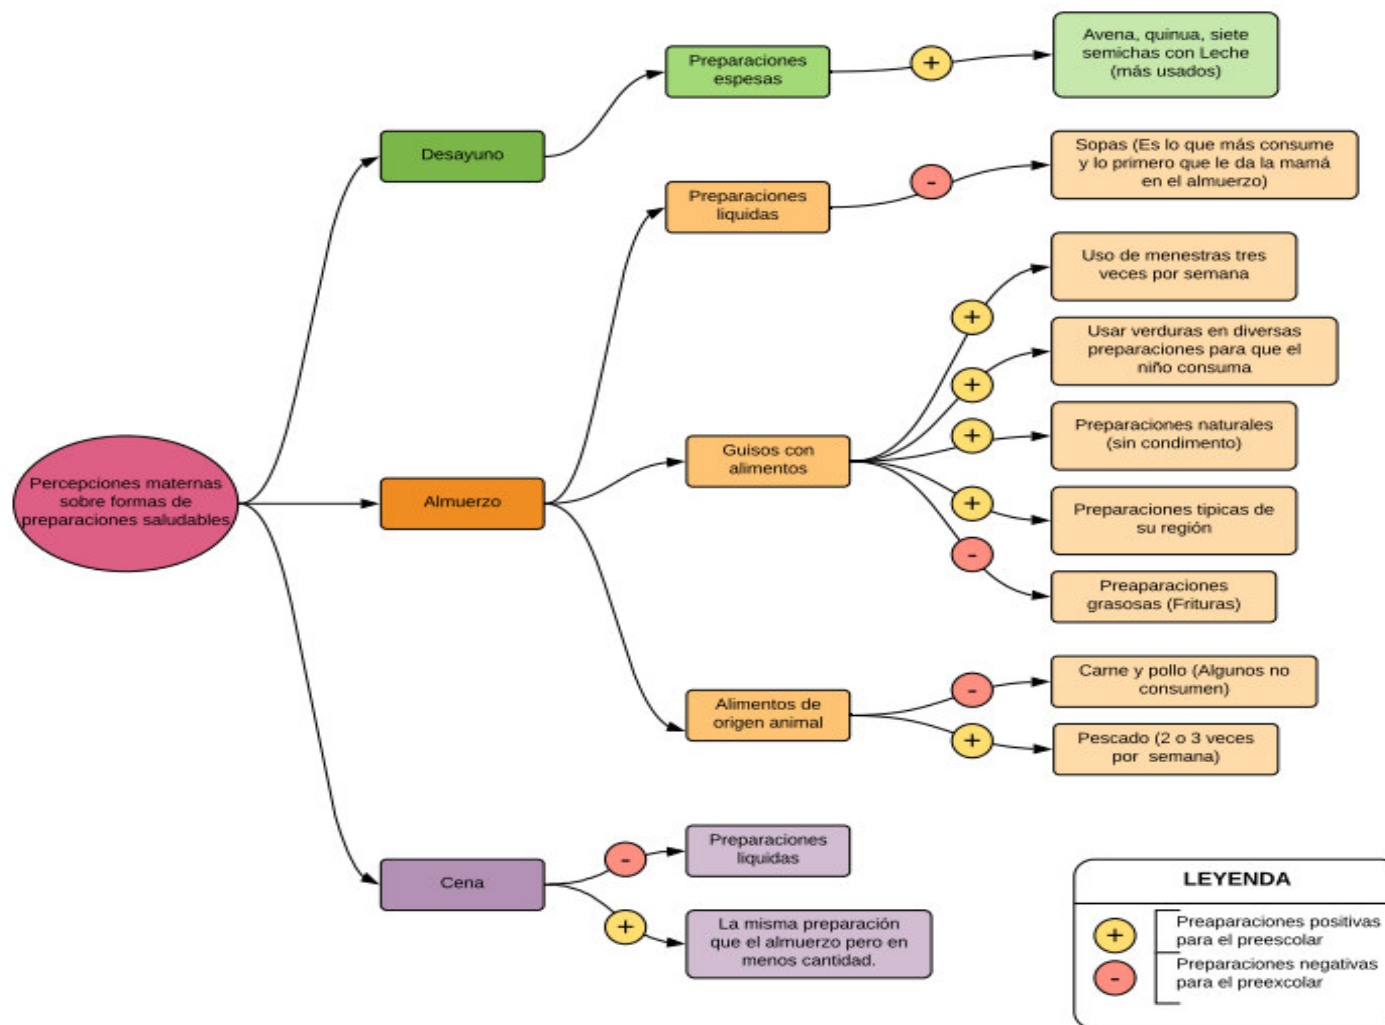 Percepciones maternas
sobre formas de
preparaciones saludables
Desayuno
Preparaciones
espesas
+
Avena, quinua, siete
semichas con Leche
(más usados)
Almuerzo
Preparaciones
liquidas
-
Sopas (Es lo que más consume
y lo primero que le da la mamá
en el almuerzo)
Guisos con
alimentos
+
Uso de menestras tres
veces por semana
+
Usar verduras en diversas
preparaciones para que el
niño consuma
+
Preparaciones naturales
(sin condimento)
+
Preparaciones tipicas de
su región
-
Preaparaciones
grasosas (Frituras)
Alimentos de
origen animal
-
Carne y pollo (Algunos no
consumen)
+
Pescado (2 o 3 veces
por semana)
Cena
-
Preparaciones
liquidas
+
La misma preparación
que el almuerzo pero en
menos cantidad.
LEYENDA
+
Preaparaciones positivas
para el preescolar
-
Preparaciones negativas
para el preexcolar